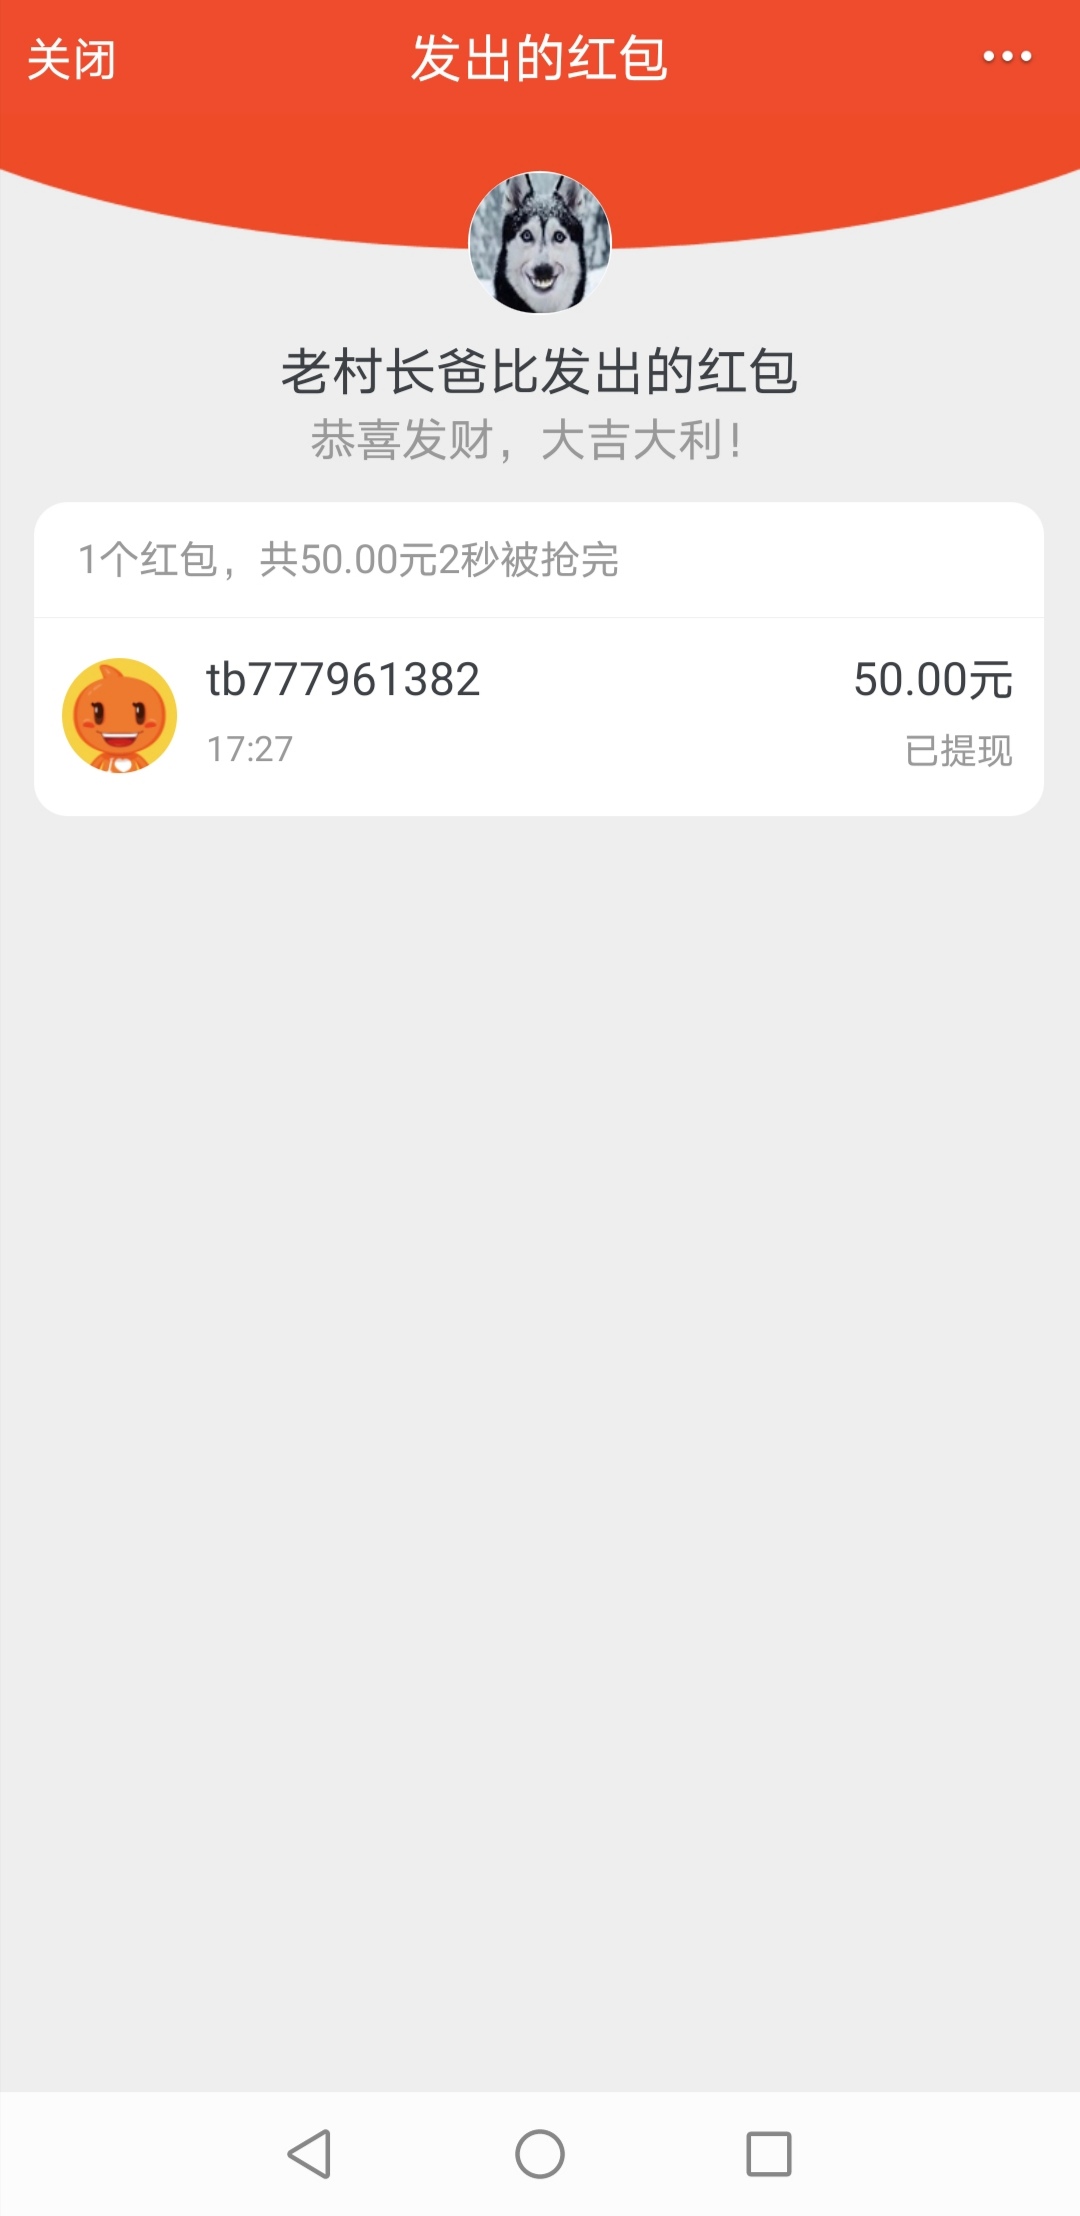 关闭
发出的红包
老村长爸比发出的红包
恭喜发财，大吉大利！
1个红包，共50.00元2秒被抢完
tb777961382
50.00元
17:27
已提现